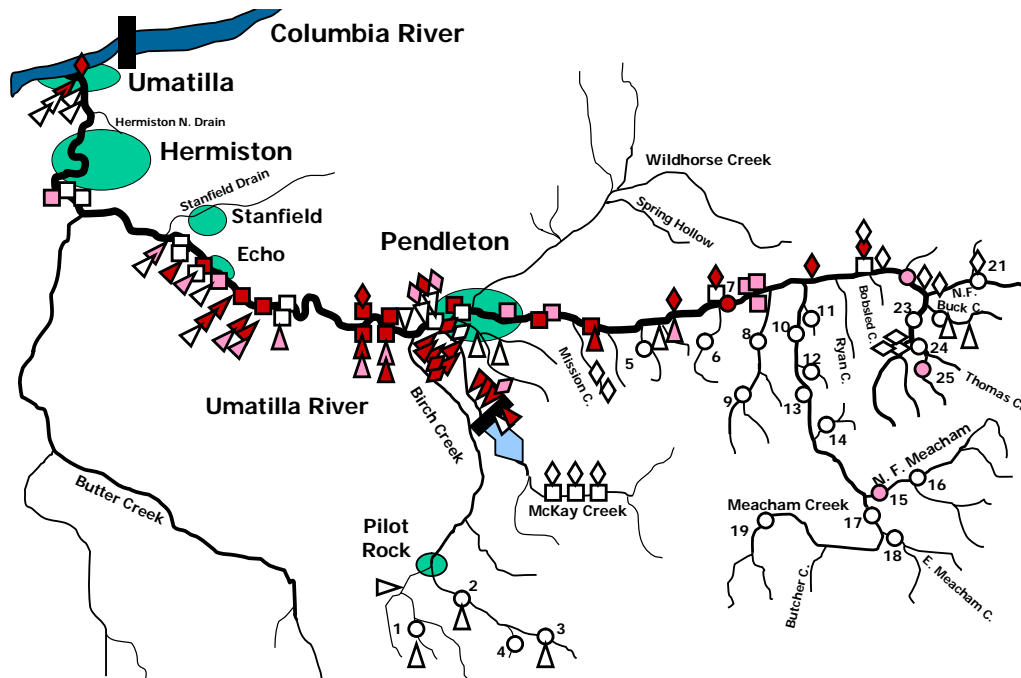 Columbia River
Umatilla
Hermiston N. Drain
Hermiston
Wildhorse Creek
Stanfield Drain
Spring Hollow
Stanfield
Pendleton
Echo
21
N.F.
7
Buck C.
23
Bobsled C.
11
10
8
Ryan C.
24
5
6
Mission C.
12
25
Thomas C.
Umatilla River
Birch Creek
9
13
14
N. F. Meacham
16
15
Butter Creek
McKay Creek
Meacham Creek
19
17
18
Pilot
Rock
E. Meacham C.
Butcher C.
2
1
3
4